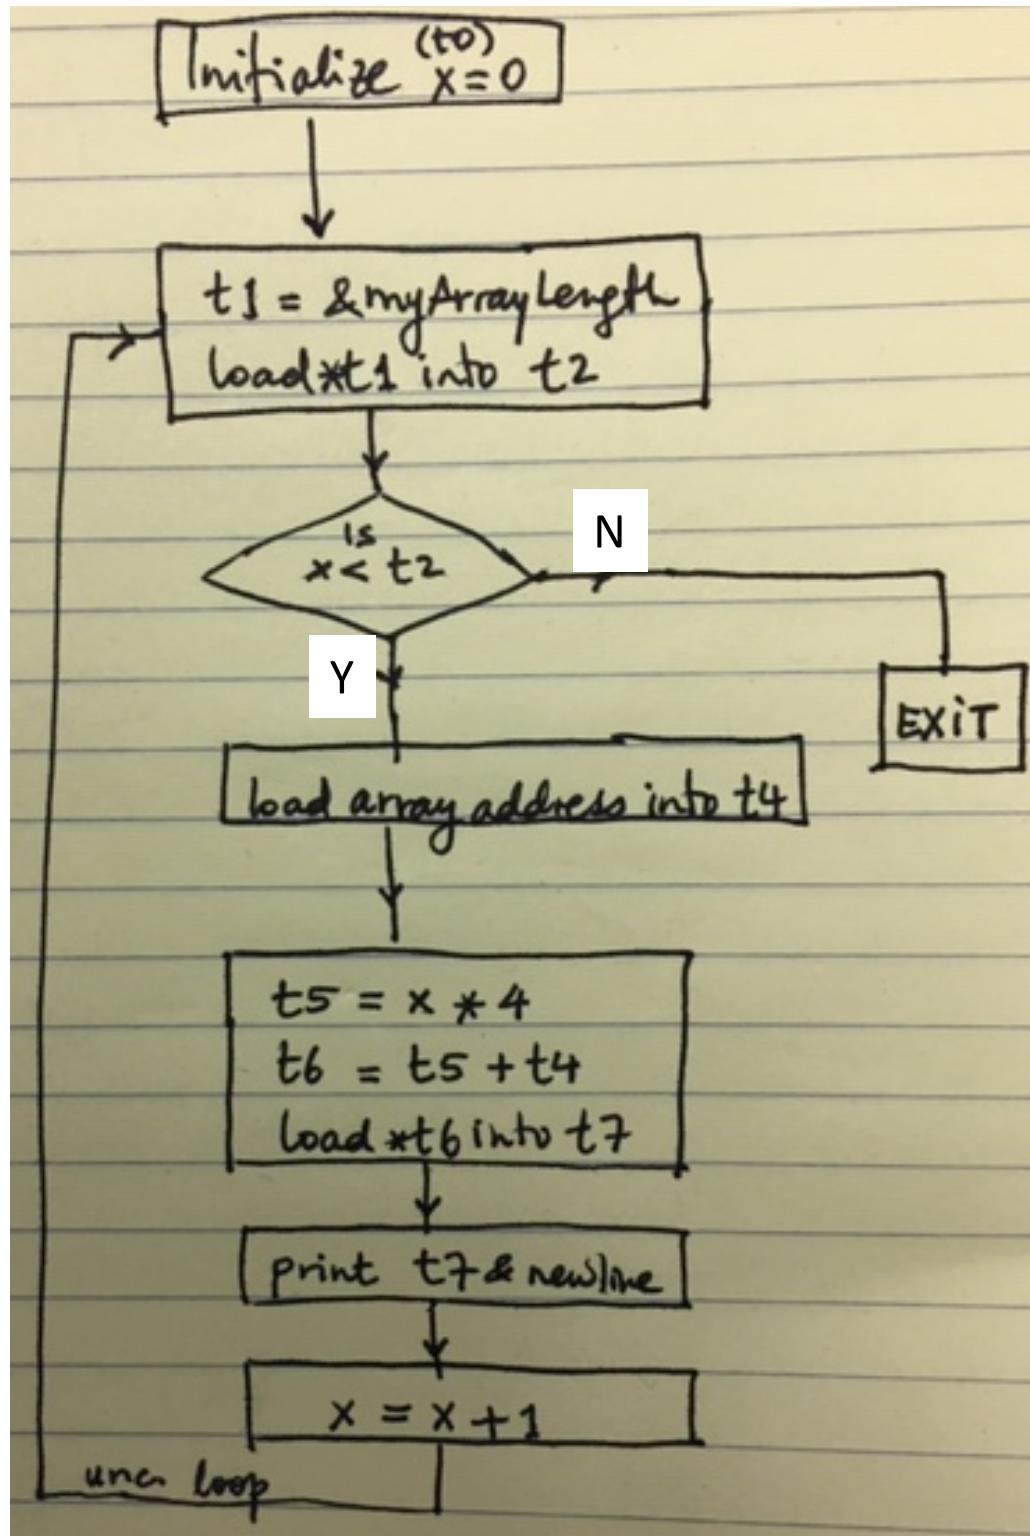 (t0)
Initialize x=0
t1 = &myArrayLength
load *t1 into t2
is
x < t2
N
Y
EXiT
load array address into t4
t5 = x * 4
t6 = t5 + t4
load *t6 into t7
print t7 & newline
x = x + 1
unc. loop